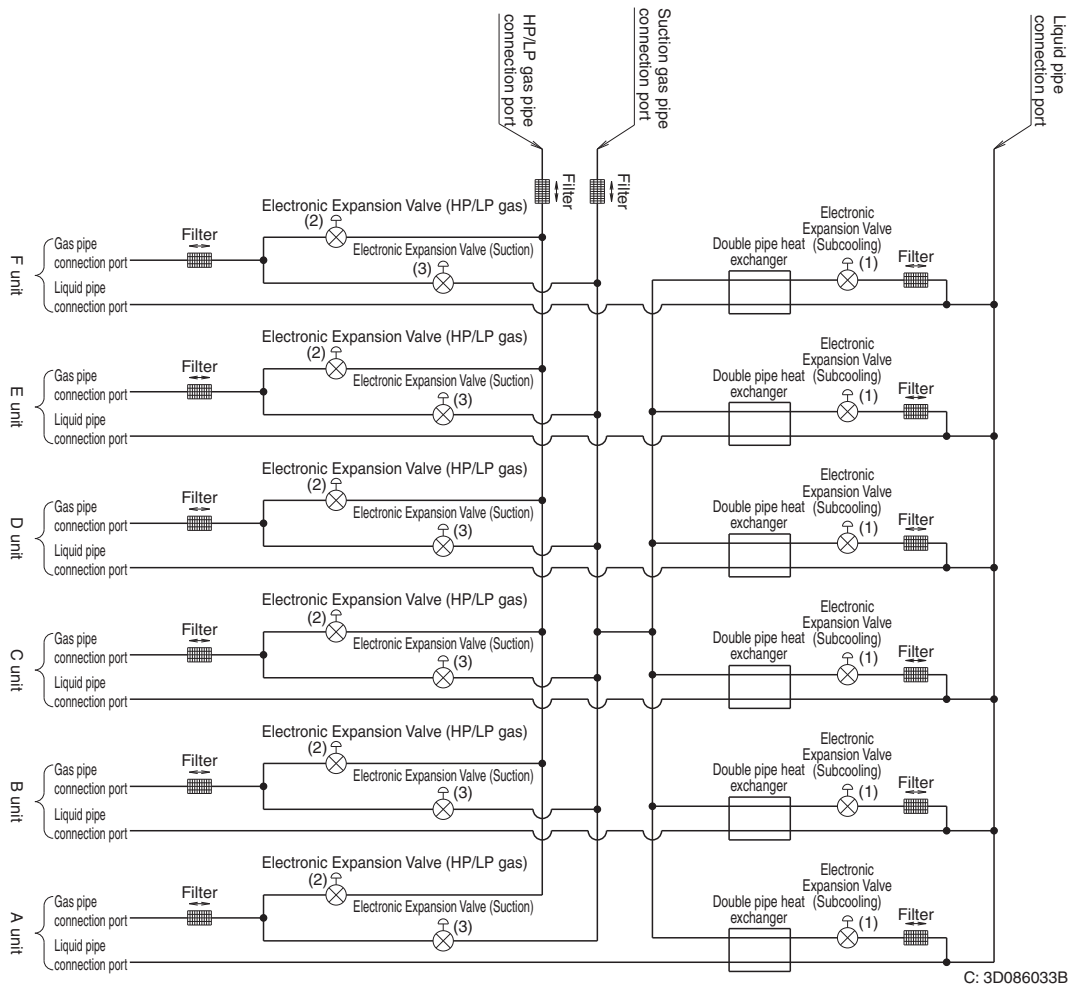 HP/LP gas pipe
connection port
Suction gas pipe
connection port
Liquid pipe
connection port
Filter
Filter
F unit
Gas pipe
connection port
Liquid pipe
connection port
Filter
Electronic Expansion Valve (HP/LP gas)
(2)
Electronic Expansion Valve (Suction)
(3)
Double pipe heat
exchanger
Electronic
Expansion Valve
(Subcooling)
(1)
Filter
E unit
Gas pipe
connection port
Liquid pipe
connection port
Filter
Electronic Expansion Valve (HP/LP gas)
(2)
Electronic Expansion Valve (Suction)
(3)
Double pipe heat
exchanger
Electronic
Expansion Valve
(Subcooling)
(1)
Filter
D unit
Gas pipe
connection port
Liquid pipe
connection port
Filter
Electronic Expansion Valve (HP/LP gas)
(2)
Electronic Expansion Valve (Suction)
(3)
Double pipe heat
exchanger
Electronic
Expansion Valve
(Subcooling)
(1)
Filter
C unit
Gas pipe
connection port
Liquid pipe
connection port
Filter
Electronic Expansion Valve (HP/LP gas)
(2)
Electronic Expansion Valve (Suction)
(3)
Double pipe heat
exchanger
Electronic
Expansion Valve
(Subcooling)
(1)
Filter
B unit
Gas pipe
connection port
Liquid pipe
connection port
Filter
Electronic Expansion Valve (HP/LP gas)
(2)
Electronic Expansion Valve (Suction)
(3)
Double pipe heat
exchanger
Electronic
Expansion Valve
(Subcooling)
(1)
Filter
A unit
Gas pipe
connection port
Liquid pipe
connection port
Filter
Electronic Expansion Valve (HP/LP gas)
(2)
Electronic Expansion Valve (Suction)
(3)
Double pipe heat
exchanger
Electronic
Expansion Valve
(Subcooling)
(1)
Filter
C: 3D086033B